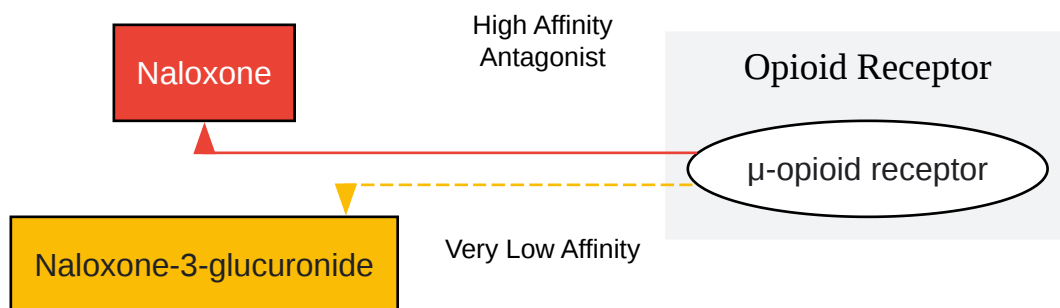 High Affinity
Antagonist
Naloxone
Opioid Receptor
μ-opioid receptor
Very Low Affinity
Naloxone-3-glucuronide